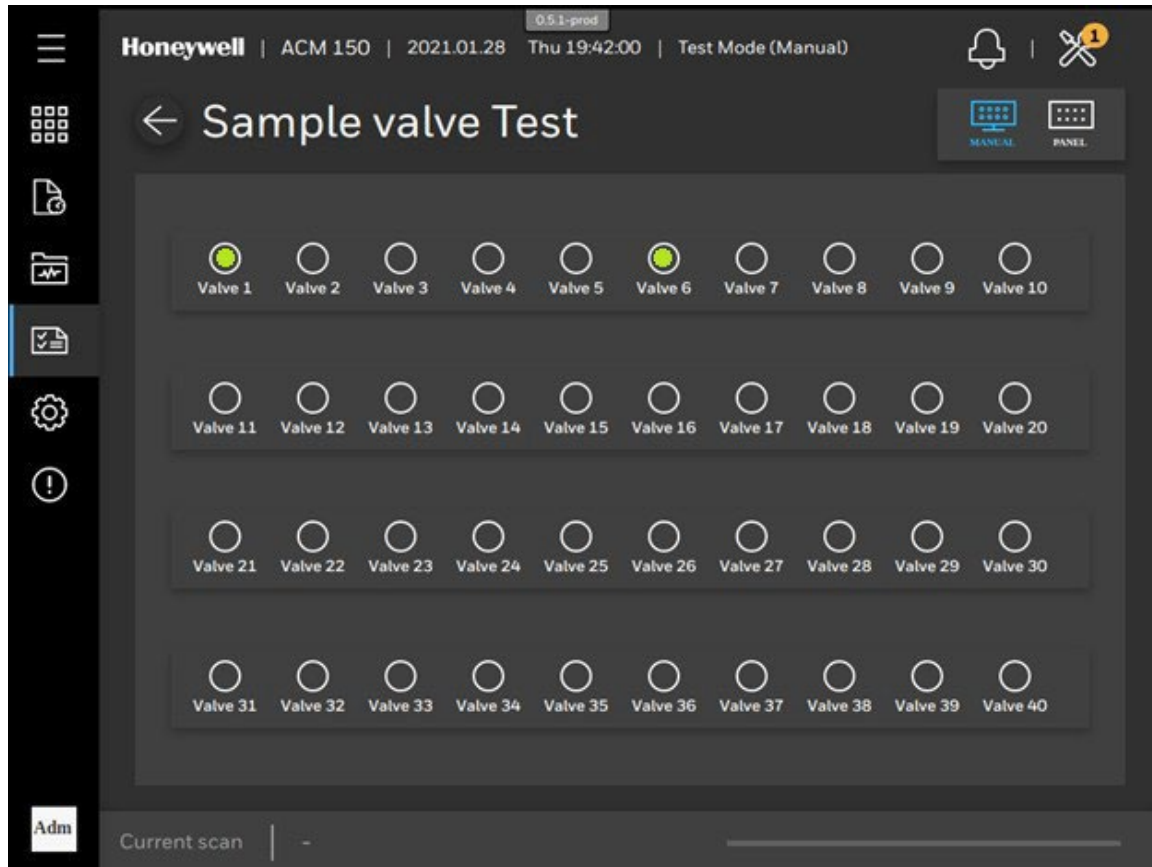 0.5.1-prod
Honeywell | ACM 150 | 2021.01.28 Thu 19:42:00 | Test Mode (Manual)
1
Sample valve Test
MANUAL PANEL
Valve 1 Valve 2 Valve 3 Valve 4 Valve 5 Valve 6 Valve 7 Valve 8 Valve 9 Valve 10
Valve 11 Valve 12 Valve 13 Valve 14 Valve 15 Valve 16 Valve 17 Valve 18 Valve 19 Valve 20
Valve 21 Valve 22 Valve 23 Valve 24 Valve 25 Valve 26 Valve 27 Valve 28 Valve 29 Valve 30
Valve 31 Valve 32 Valve 33 Valve 34 Valve 35 Valve 36 Valve 37 Valve 38 Valve 39 Valve 40
Adm
Current scan | -